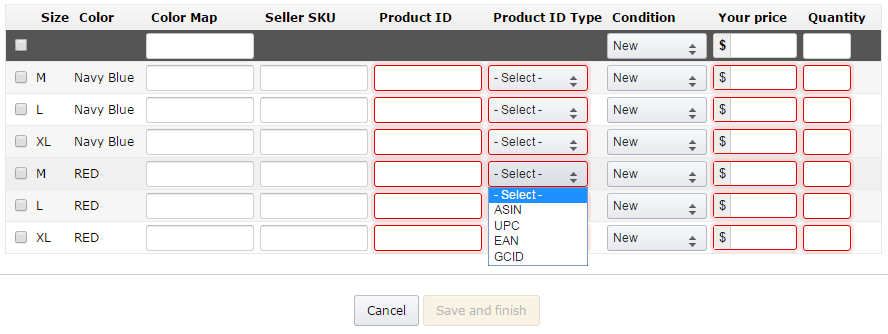 Size Color Color Map Seller SKU Product ID Product ID Type Condition Your price Quantity
New $
M Navy Blue - Select - New $
L Navy Blue - Select - New $
XL Navy Blue - Select - New $
M RED - Select - New $
- Select -
L RED ASIN New $
UPC
XL RED EAN New $
GCID
Cancel Save and finish